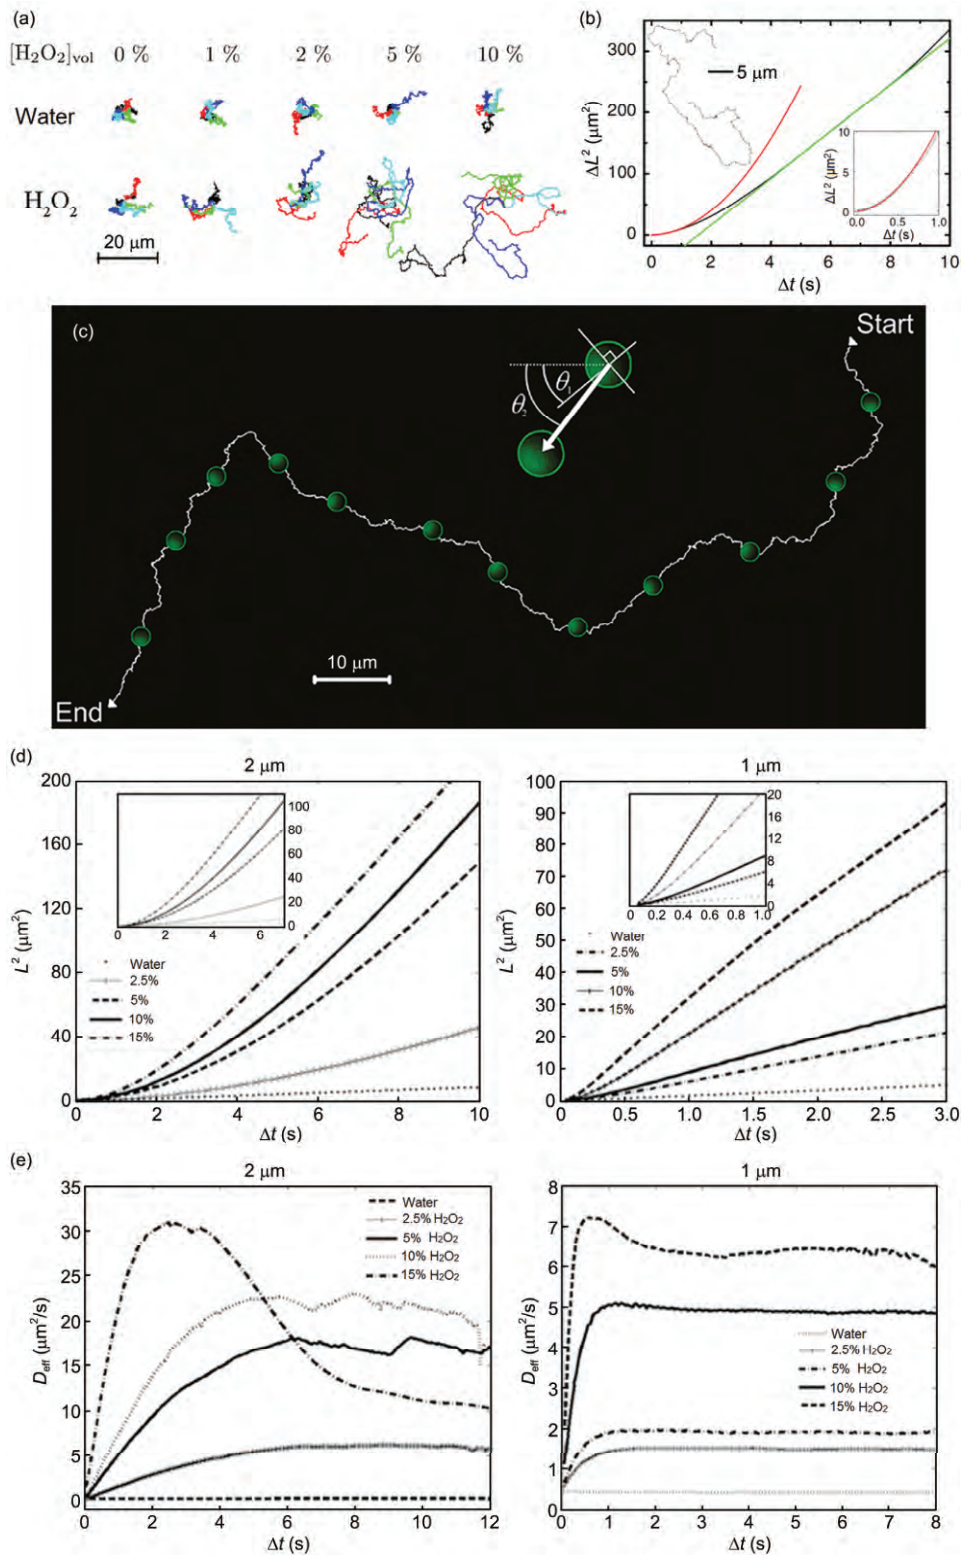 (a)
[H₂O₂]vol 0 % 1 % 2 % 5 % 10 %
Water
H₂O₂
20 μm
(b)
ΔL² (μm²)
300
200
100
0
5 μm
ΔL² (μm²)
10
5
0
0.0 0.5 1.0
Δt (s)
0 2 4 6 8 10
Δt (s)
(c)
Start
θ₁
θ₂
10 μm
End
(d)
2 μm
L² (μm²)
200
160
120
80
40
0
100
80
60
40
20
0
0 2 4 6
Water
2.5%
5%
10%
15%
0 2 4 6 8 10
Δt (s)
1 μm
L² (μm²)
100
90
80
70
60
50
40
30
20
10
0
20
16
12
8
4
0
0 0.2 0.4 0.6 0.8 1.0
Water
2.5%
5%
10%
15%
0 0.5 1.0 1.5 2.0 2.5 3.0
Δt (s)
(e)
2 μm
Deff (μm²/s)
35
30
25
20
15
10
5
0
Water
2.5% H₂O₂
5% H₂O₂
10% H₂O₂
15% H₂O₂
0 2 4 6 8 10 12
Δt (s)
1 μm
Deff (μm²/s)
8
7
6
5
4
3
2
1
0
Water
2.5% H₂O₂
5% H₂O₂
10% H₂O₂
15% H₂O₂
0 1 2 3 4 5 6 7 8
Δt (s)